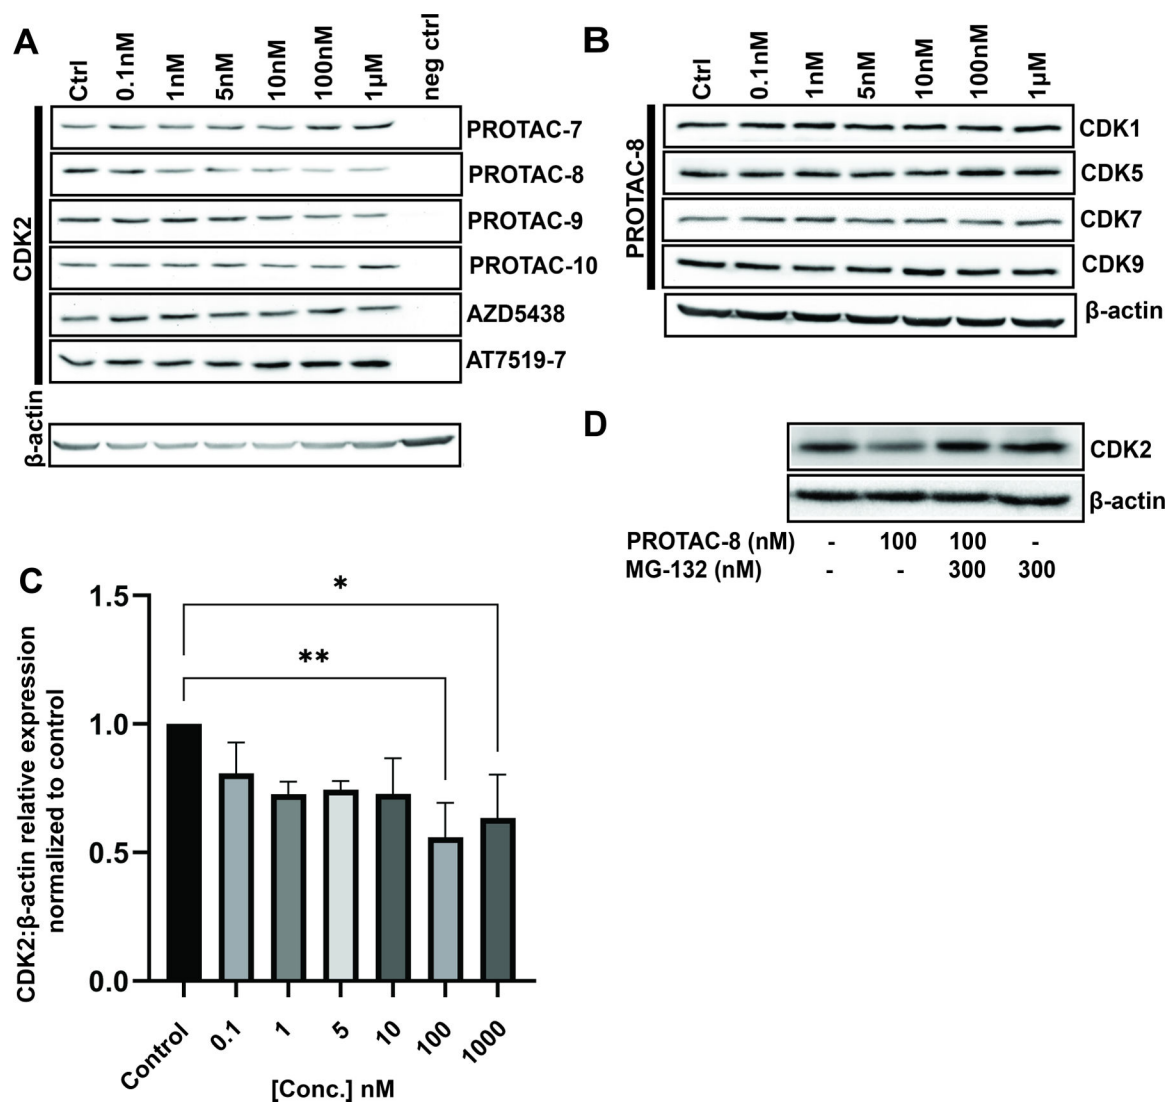 A
Ctrl 0.1nM 1nM 5nM 10nM 100nM 1µM neg ctrl
CDK2
PROTAC-7
PROTAC-8
PROTAC-9
PROTAC-10
AZD5438
AT7519-7
β-actin
B
Ctrl 0.1nM 1nM 5nM 10nM 100nM 1µM
PROTAC-8
CDK1
CDK5
CDK7
CDK9
β-actin
D
CDK2
β-actin
PROTAC-8 (nM) - 100 100 -
MG-132 (nM) - - 300 300
C
CDK2:β-actin relative expression
normalized to control
1.5
1.0
0.5
0.0
*
**
Control 0.1 1 5 10 100 1000
[Conc.] nM